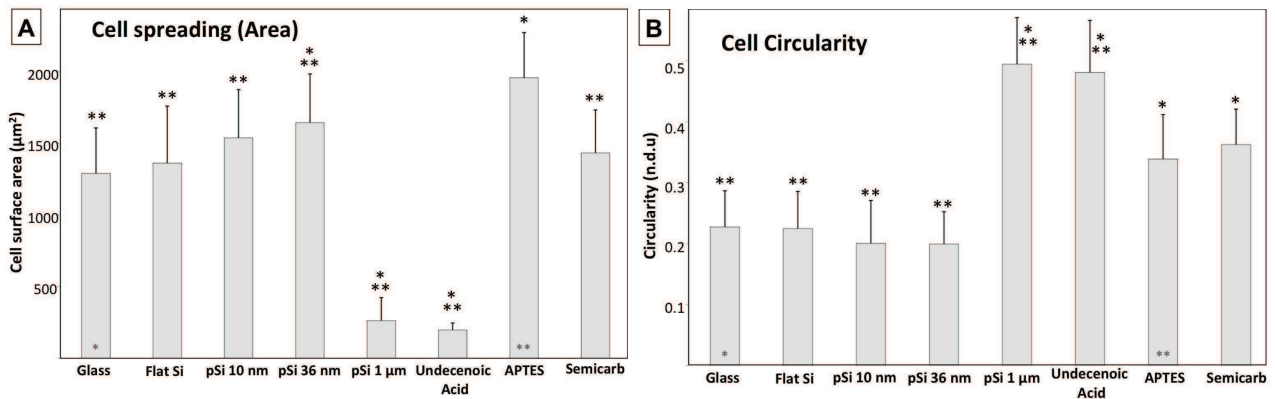 A
Cell spreading (Area)
Cell surface area (µm²)
2000
1500
1000
500
**
**
**
*
**
*
**
*
**
*
**
*
**
Glass
Flat Si
pSi 10 nm
pSi 36 nm
pSi 1 µm
Undecenoic
Acid
APTES
Semicarb
B
Cell Circularity
Circularity (n.d.u)
0.5
0.4
0.3
0.2
0.1
**
**
**
**
*
**
*
**
*
*
*
**
Glass
Flat Si
pSi 10 nm
pSi 36 nm
pSi 1 µm
Undecenoic
Acid
APTES
Semicarb